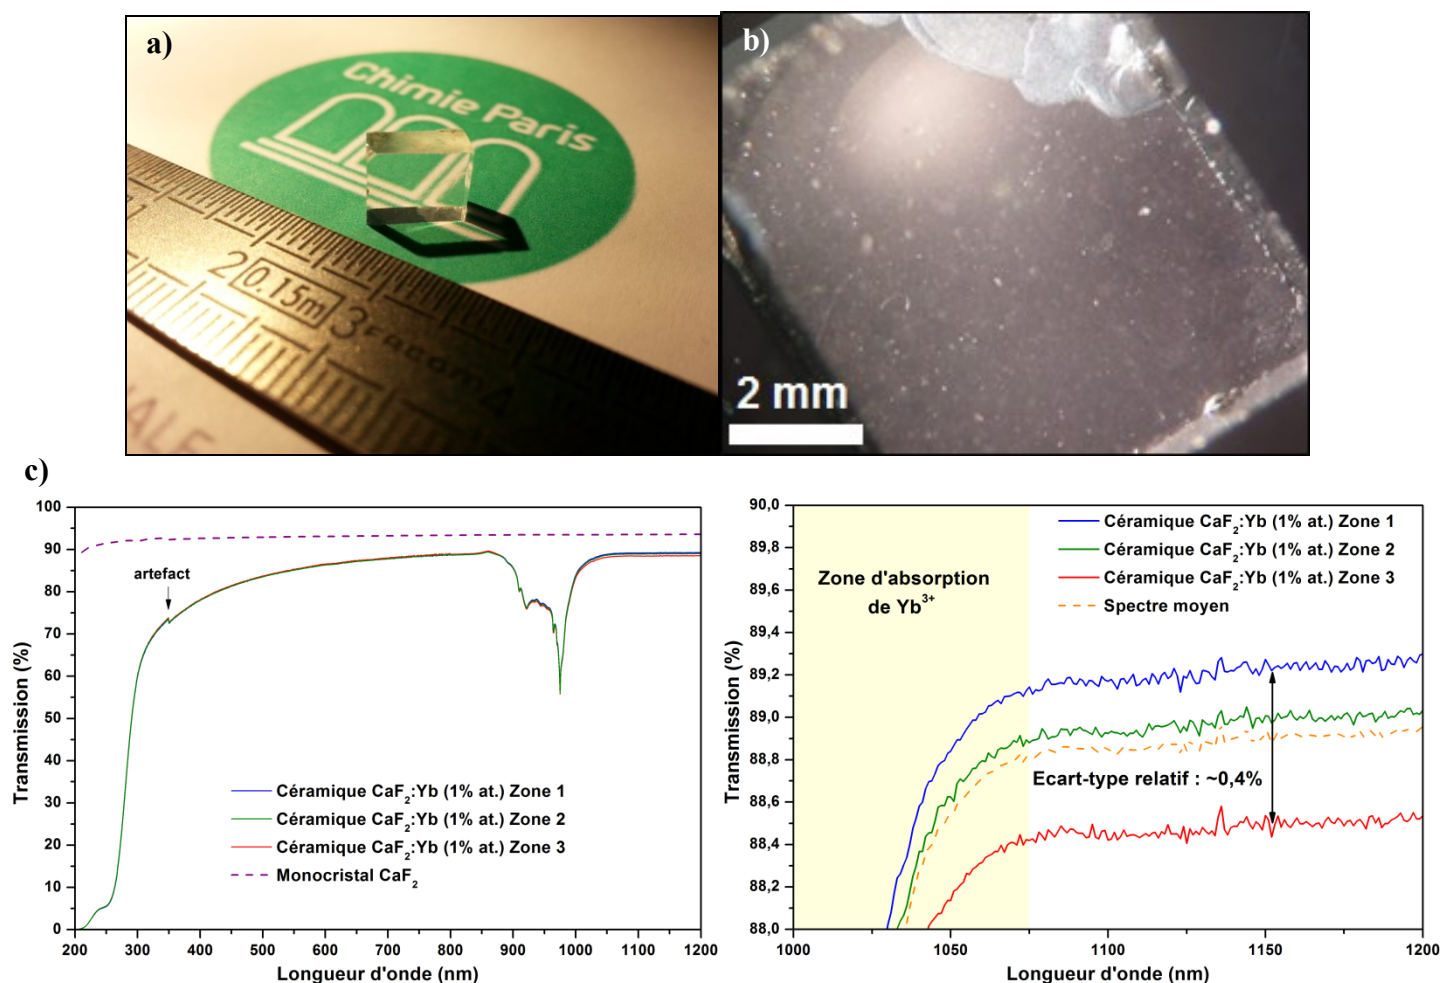 a)
b)
Chimie Paris
2
0.15m
3
Facom
4
ALE
2 mm
c)
100
90
80
70
60
50
40
30
20
10
0
Transmission (%)
artefact
Céramique CaF2:Yb (1% at.) Zone 1
Céramique CaF2:Yb (1% at.) Zone 2
Céramique CaF2:Yb (1% at.) Zone 3
Monocristal CaF2
200 300 400 500 600 700 800 900 1000 1100 1200
Longueur d'onde (nm)
90,0
89,8
89,6
89,4
89,2
89,0
88,8
88,6
88,4
88,2
88,0
Transmission (%)
Zone d'absorption
de Yb3+
Céramique CaF2:Yb (1% at.) Zone 1
Céramique CaF2:Yb (1% at.) Zone 2
Céramique CaF2:Yb (1% at.) Zone 3
Spectre moyen
Ecart-type relatif : ~0,4%
1000 1050 1100 1150 1200
Longueur d'onde (nm)